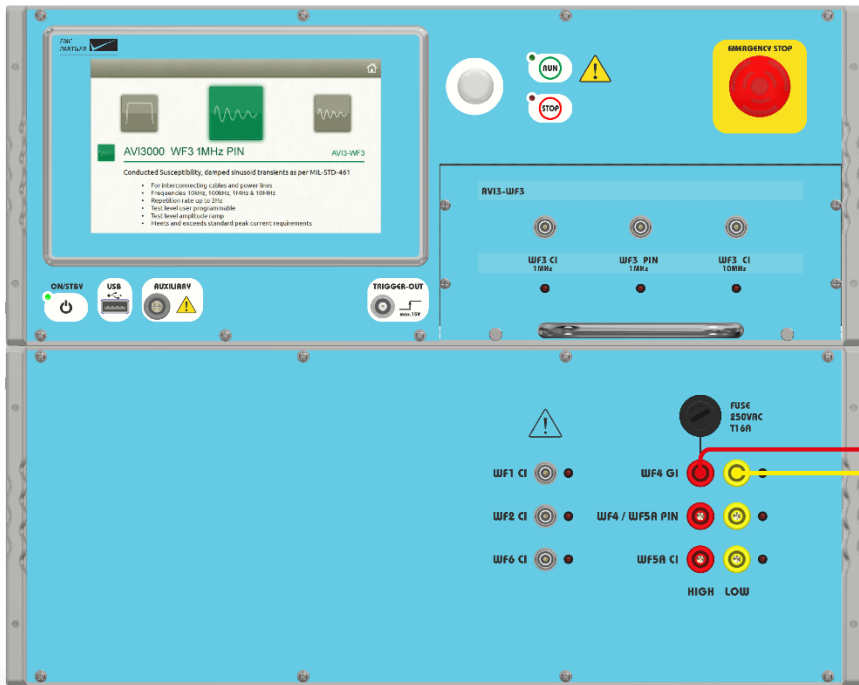 EMC
PARTNER
AVI3000 WF3 1MHz PIN
AVI3-WF3
Conducted Susceptibility, damped sinusoid transients as per MIL-STD-461
• For interconnecting cables and power lines
• Frequencies 10kHz, 100kHz, 1MHz & 10MHz
• Repetition rate up to 2Hz
• Test level user programmable
• Test level amplitude ramp
• Meets and exceeds standard peak current requirements
RUN
STOP
EMERGENCY STOP
AVI3-WF3
WF3 CI
1MHz
WF3 PIN
1MHz
WF3 CI
10MHz
ON/STBY
USB
AUXILIARY
TRIGGER-OUT
max.15V
FUSE
250VAC
T16A
WF1 CI
WF4 GI
WF2 CI
WF4 / WF5A PIN
WF6 CI
WF5A CI
HIGH LOW